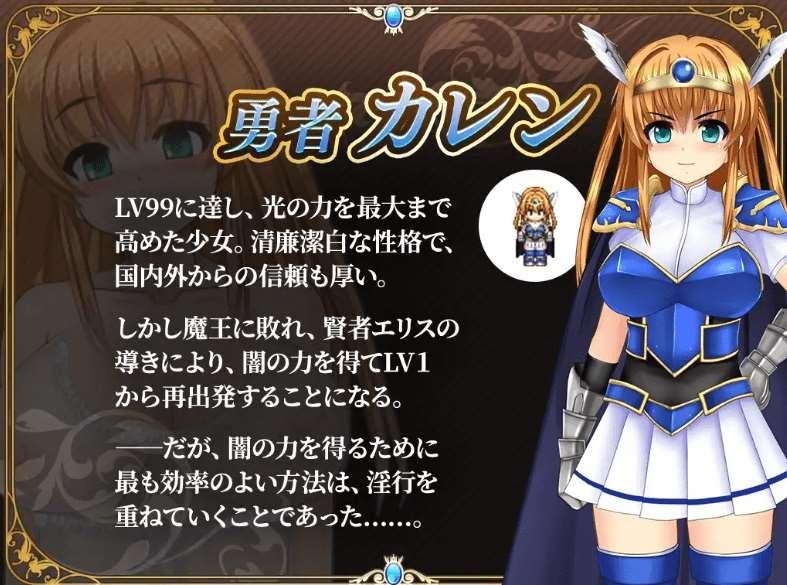 勇者 カレン
LV99に達し、光の力を最大まで
高めた少女。清廉潔白な性格で、
国内外からの信頼も厚い。
しかし魔王に敗れ、賢者エリスの
導きにより、闇の力を得てLV1
から再出発することになる。
――だが、闇の力を得るために
最も効率のよい方法は、淫行を
重ねていくことであった……。